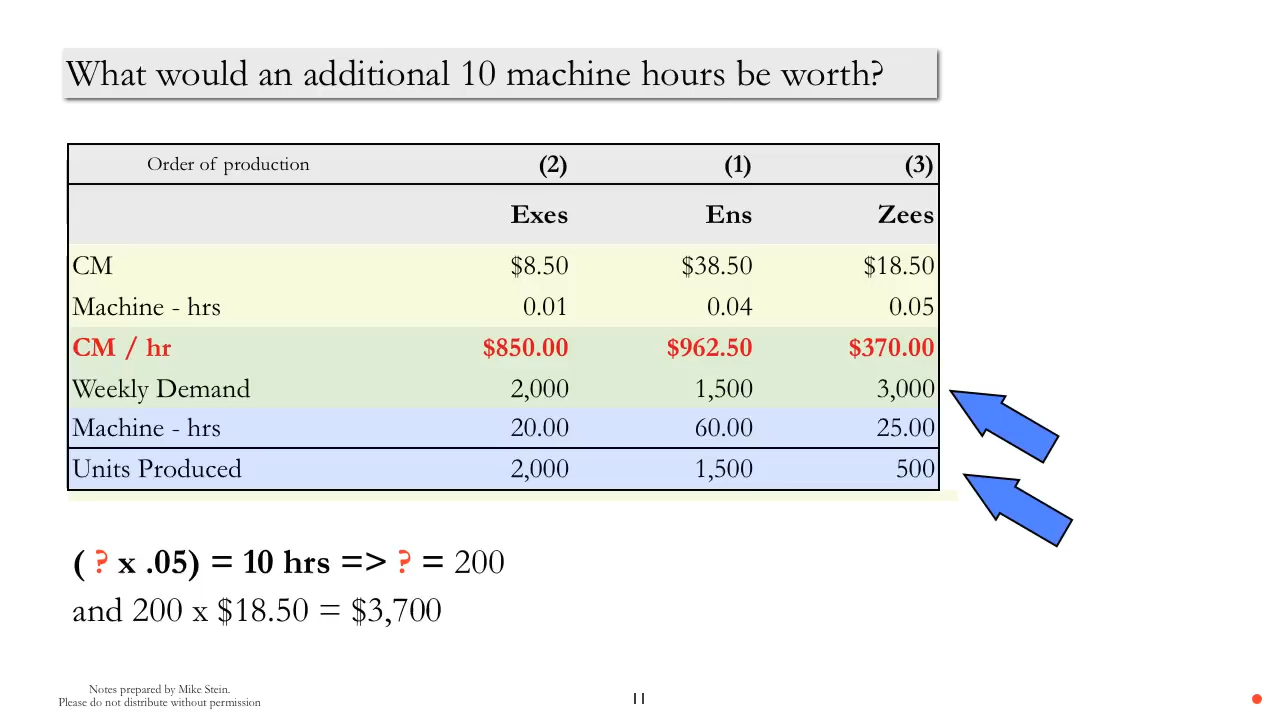 What would an additional 10 machine hours be worth?
Order of production (2) (1) (3)
Exes Ens Zees
CM $8.50 $38.50 $18.50
Machine - hrs 0.01 0.04 0.05
CM / hr $850.00 $962.50 $370.00
Weekly Demand 2,000 1,500 3,000
Machine - hrs 20.00 60.00 25.00
Units Produced 2,000 1,500 500
( ? x .05) = 10 hrs => ? = 200
and 200 x $18.50 = $3,700
Notes prepared by Mike Stein.
Please do not distribute without permission
11